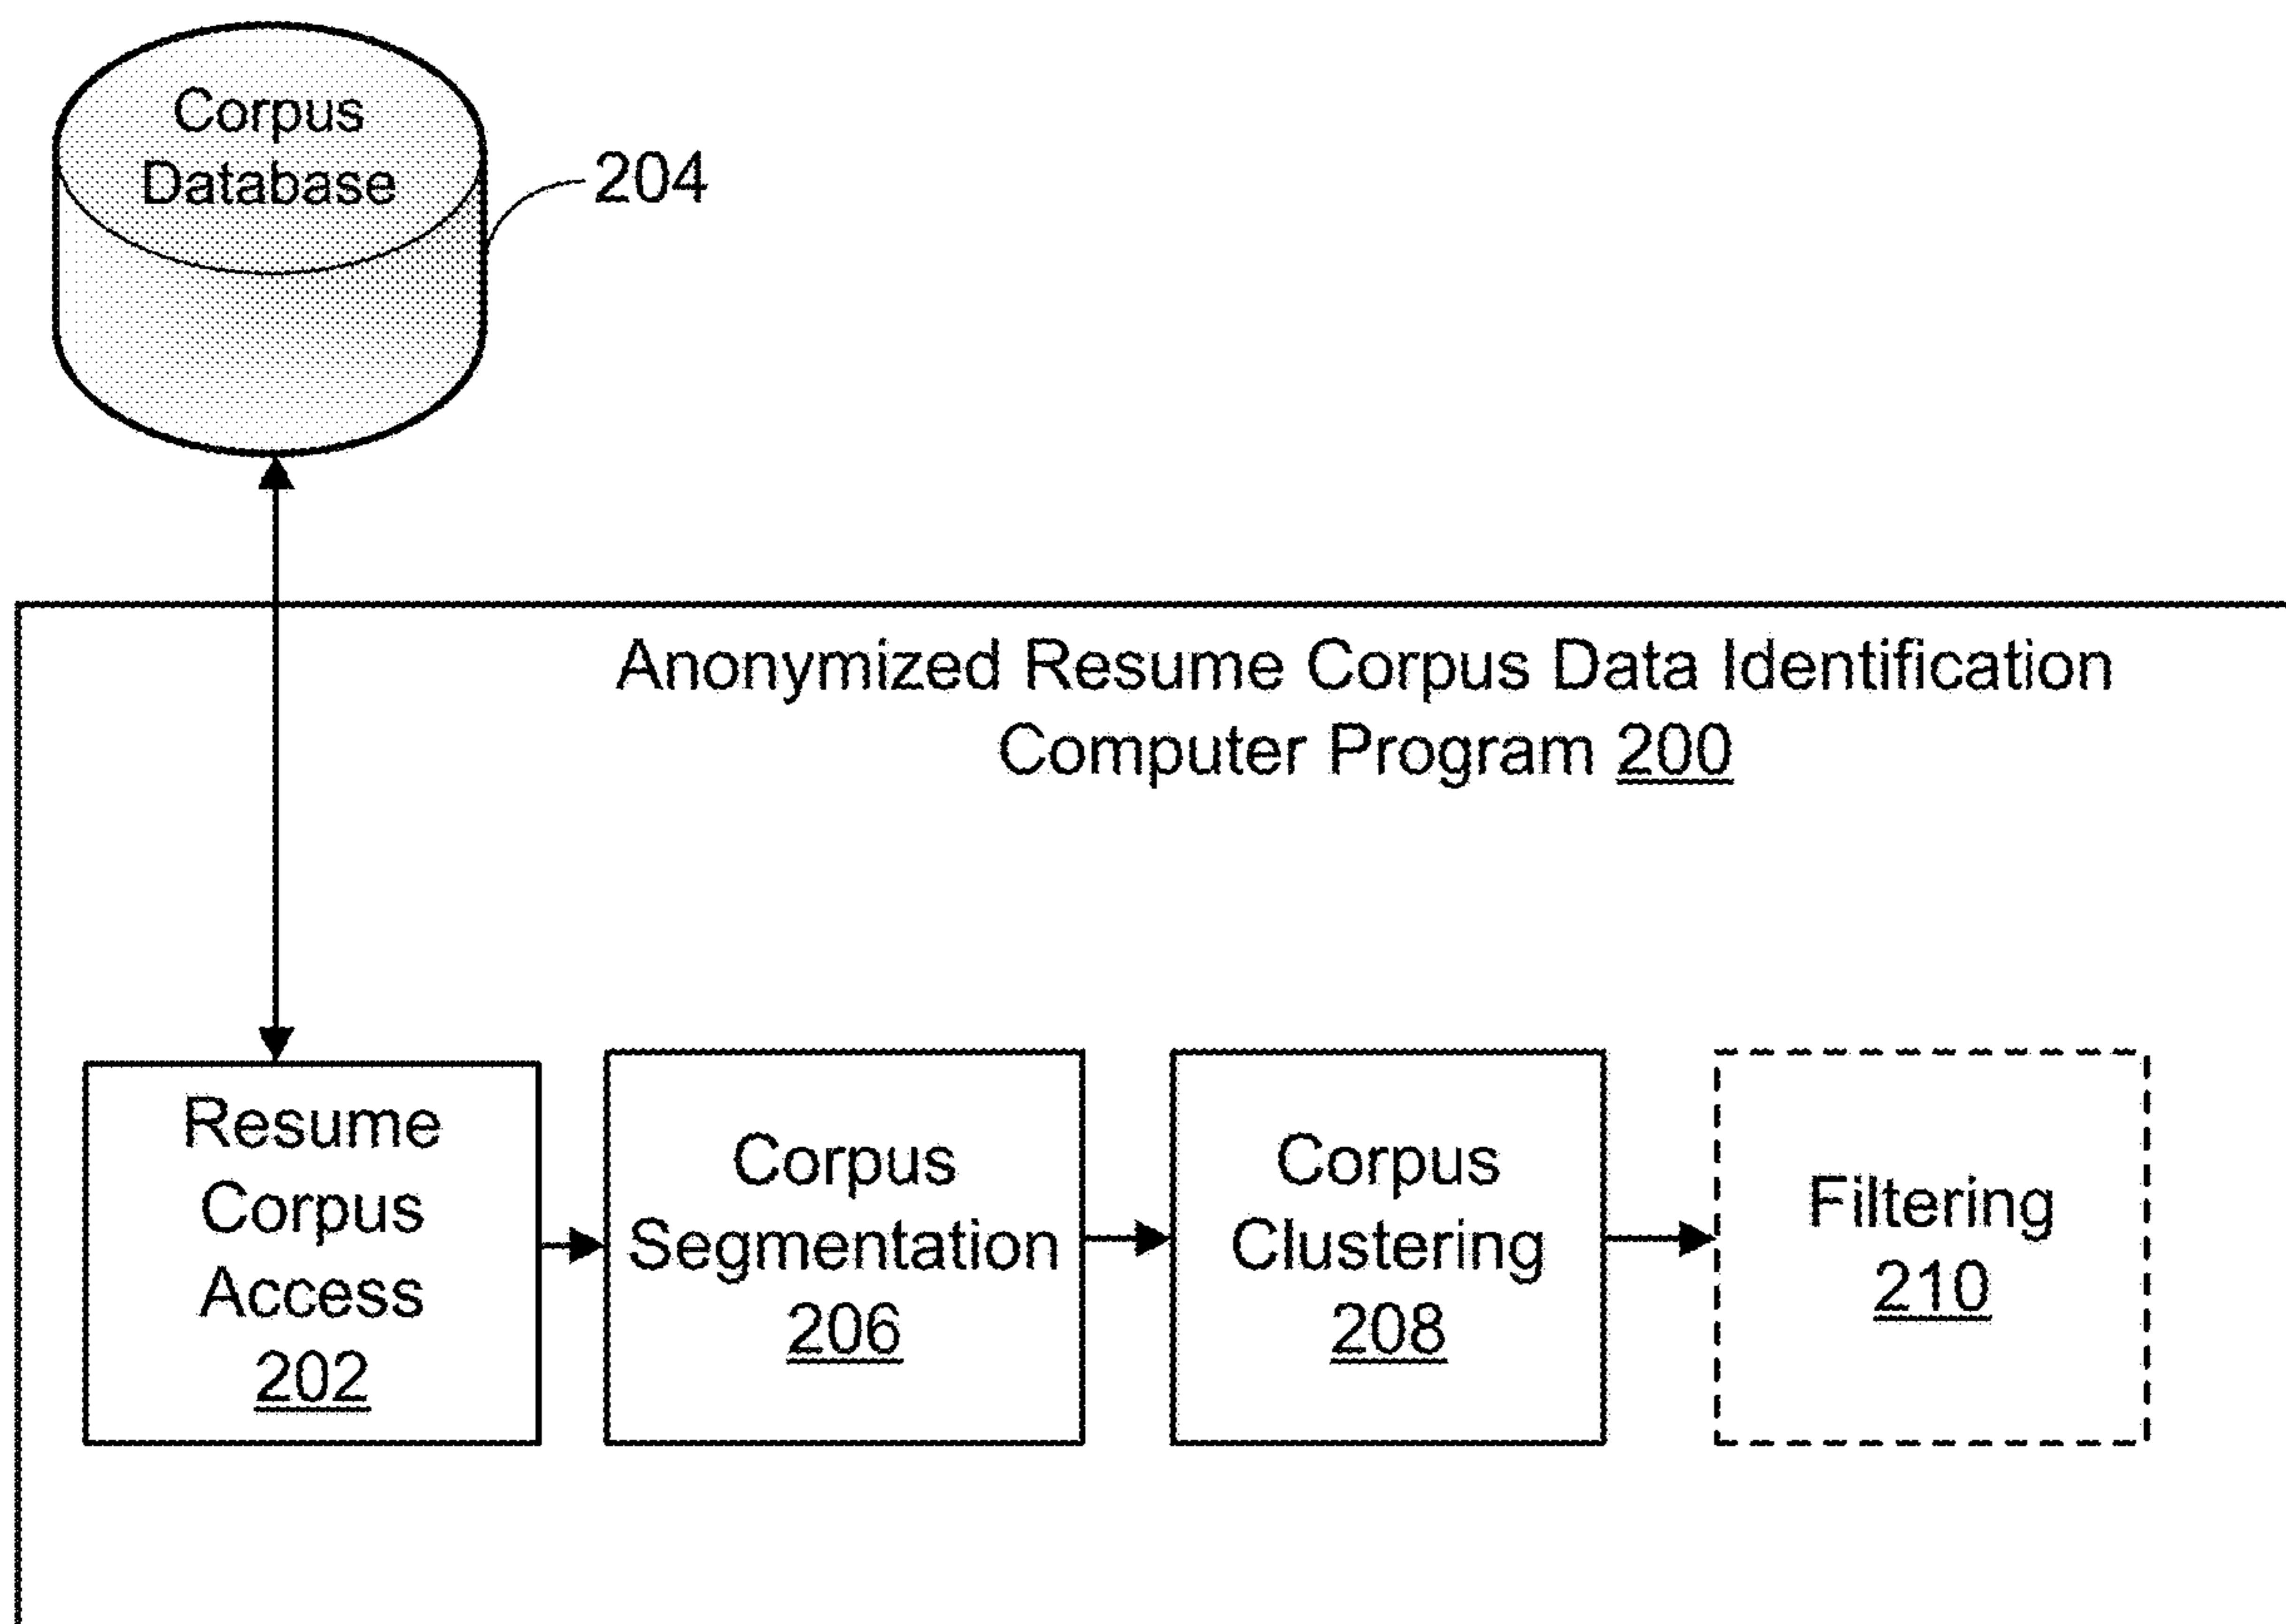 Corpus
Database
204
Anonymized Resume Corpus Data Identification
Computer Program 200
Resume
Corpus
Access
202
Corpus
Segmentation
206
Corpus
Clustering
208
Filtering
210